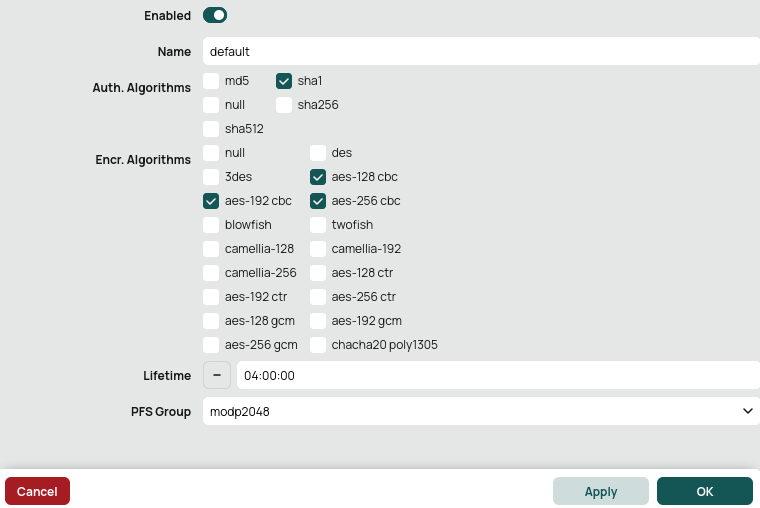 Enabled
Name default
Auth. Algorithms md5 sha1
null sha256
sha512
Encr. Algorithms null des
3des aes-128 cbc
aes-192 cbc aes-256 cbc
blowfish twofish
camellia-128 camellia-192
camellia-256 aes-128 ctr
aes-192 ctr aes-256 ctr
aes-128 gcm aes-192 gcm
aes-256 gcm chacha20 poly1305
Lifetime − 04:00:00
PFS Group modp2048
Cancel Apply OK